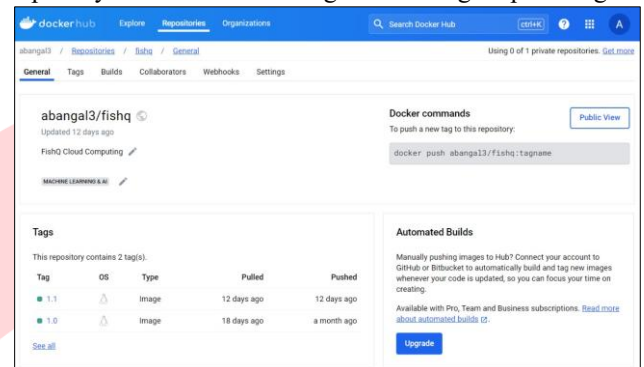 dockerhub Explore Repositories Organizations Search Docker Hub ctrl+K ? A
abangal3 / Repositories / fishq / General Using 0 of 1 private repositories. Get more
General Tags Builds Collaborators Webhooks Settings
abangal3/fishq
Updated 12 days ago
FishQ Cloud Computing
MACHINE LEARNING & AI
Docker commands
Public View
To push a new tag to this repository:
docker push abangal3/fishq:tagname
Tags
This repository contains 2 tag(s).
Tag OS Type Pulled Pushed
1.1 Image 12 days ago 12 days ago
1.0 Image 18 days ago a month ago
See all
Automated Builds
Manually pushing images to Hub? Connect your account to
GitHub or Bitbucket to automatically build and tag new images
whenever your code is updated, so you can focus your time on
creating.
Available with Pro, Team and Business subscriptions. Read more
about automated builds
Upgrade